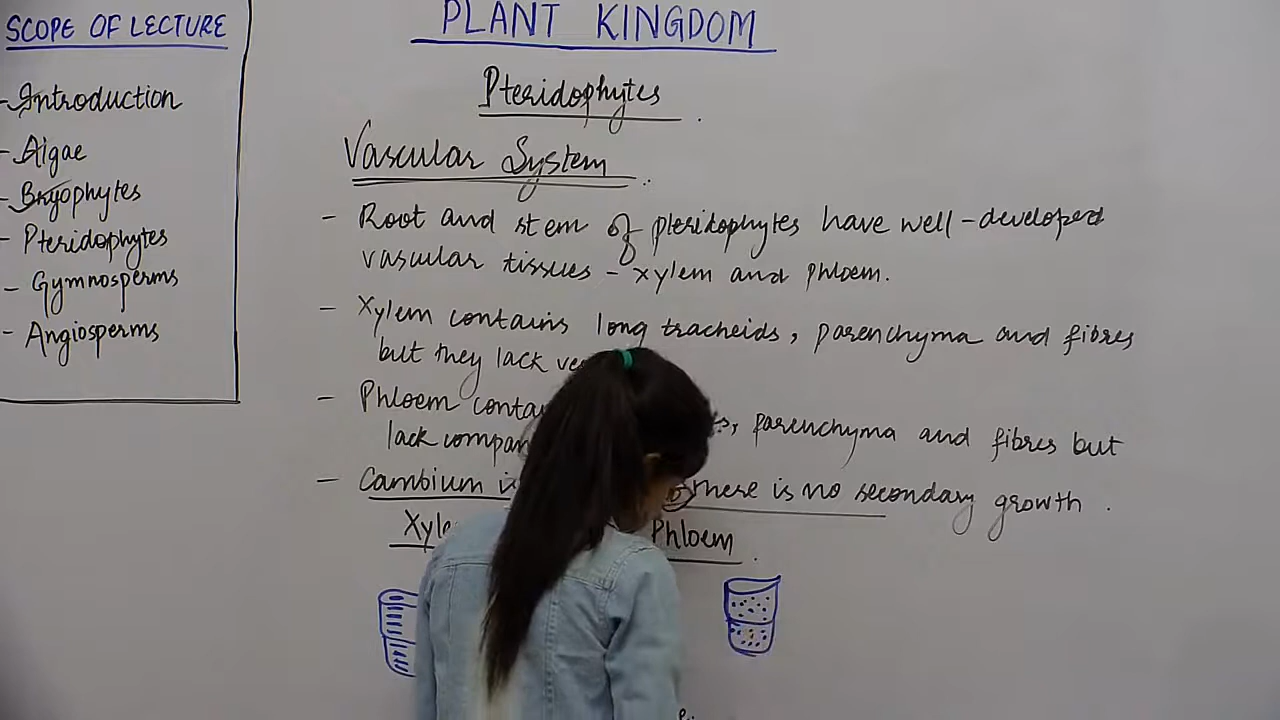 SCOPE OF LECTURE
- Introduction
- Algae
- Bryophytes
- Pteridophytes
- Gymnosperms
- Angiosperms
PLANT KINGDOM
Pteridophytes
Vascular System
- Root and stem of pteridophytes have well-developed
vascular tissues - xylem and phloem.
- Xylem contains long tracheids, parenchyma and fibres
but they lack
- Phloem parenchyma and fibres but
lack
- Cambium there is no secondary growth.
Phloem